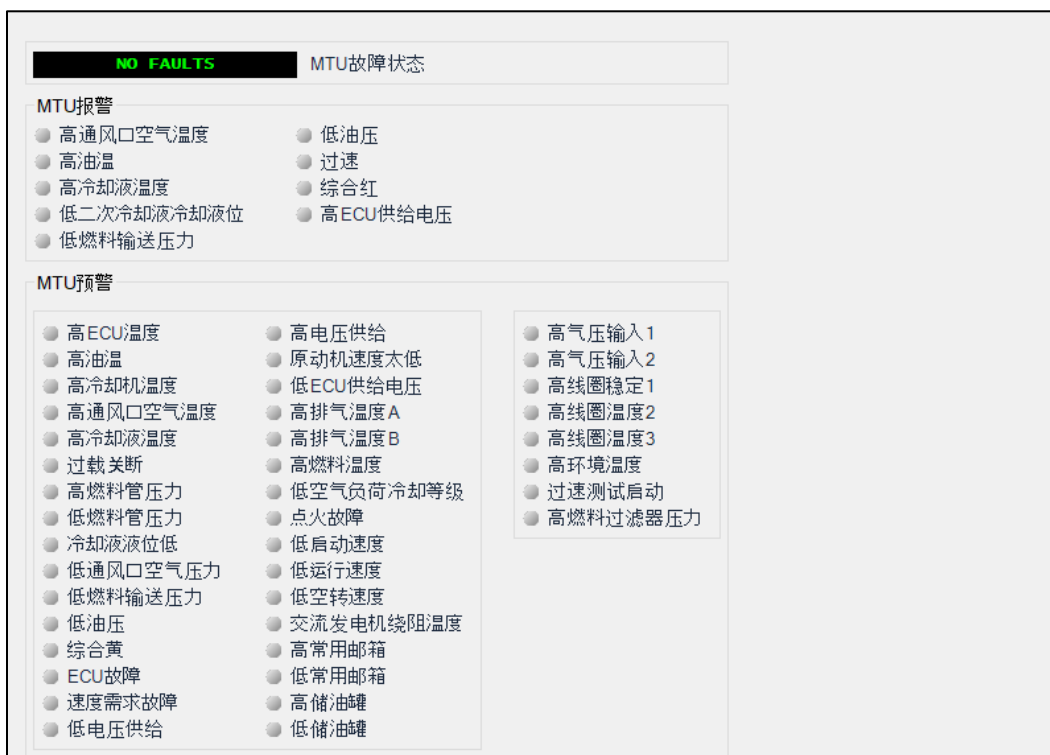 NO FAULTS MTU故障状态
MTU报警
高通风口空气温度
高油温
高冷却液温度
低二次冷却液冷却液位
低燃料输送压力
低油压
过速
综合红
高ECU供给电压
MTU预警
高ECU温度
高油温
高冷却机温度
高通风口空气温度
高冷却液温度
过载关断
高燃料管压力
低燃料管压力
冷却液液位低
低通风口空气压力
低燃料输送压力
低油压
综合黄
ECU故障
速度需求故障
低电压供给
高电压供给
原动机速度太低
低ECU供给电压
高排气温度A
高排气温度B
高燃料温度
低空气负荷冷却等级
点火故障
低启动速度
低运行速度
低空转速度
交流发电机绕阻温度
高常用邮箱
低常用邮箱
高储油罐
低储油罐
高气压输入1
高气压输入2
高线圈稳定1
高线圈温度2
高线圈温度3
高环境温度
过速测试启动
高燃料过滤器压力